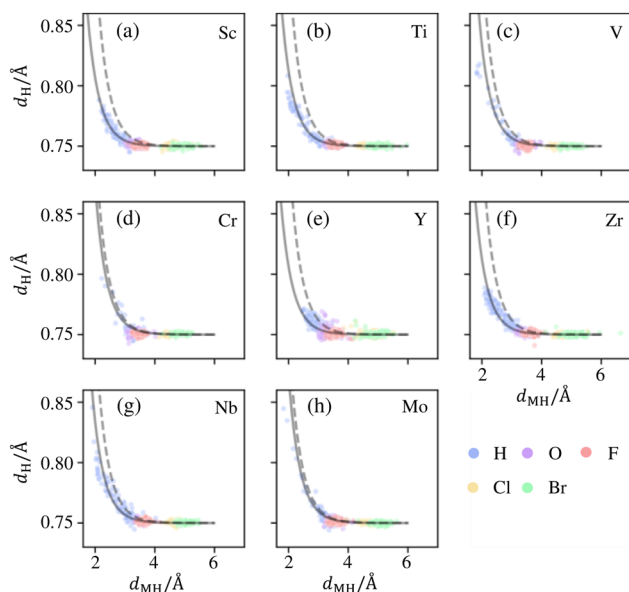 0.85 (a) Sc (b) Ti (c) V
d_H/Å 0.80
0.75
(d) Cr (e) Y (f) Zr
0.85
d_H/Å 0.80
0.75
2 4 6
d_MH/Å
(g) Nb (h) Mo
0.85
H O F
d_H/Å 0.80
Cl Br
0.75
2 4 6 2 4 6
d_MH/Å d_MH/Å